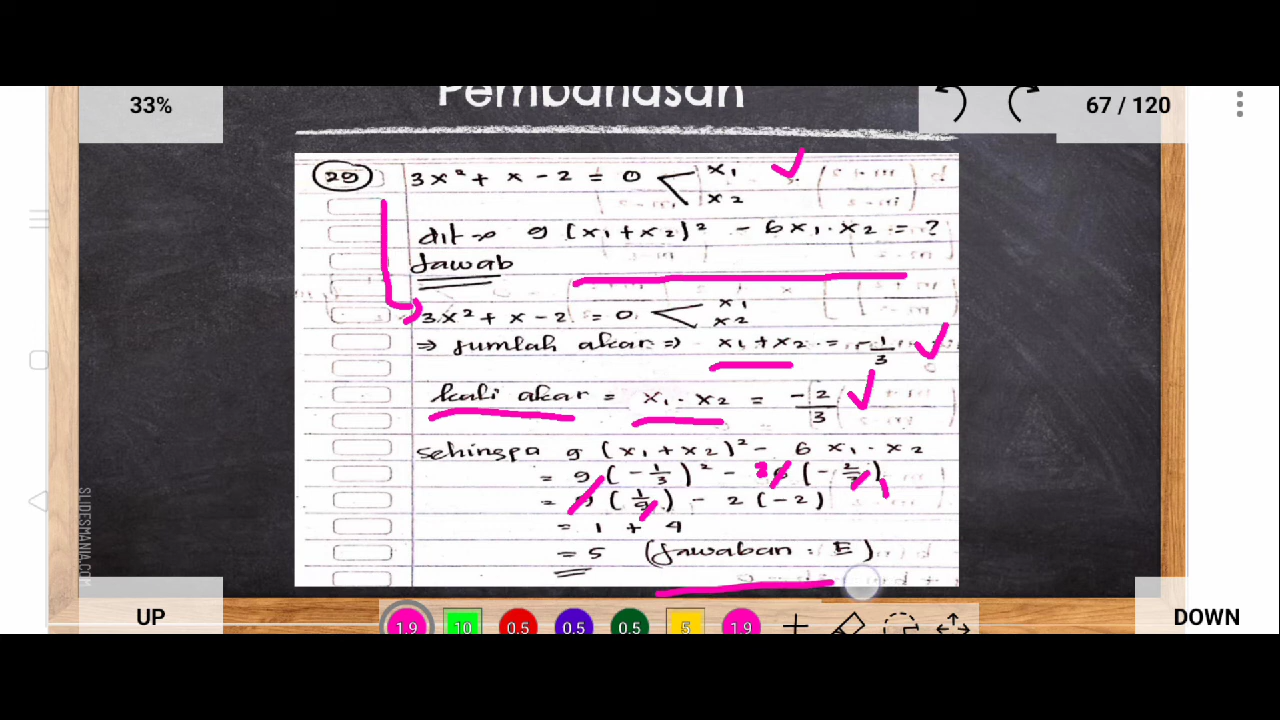 Pembahasan
33%
67 / 120
20 3x² + x - 2 = 0 < x1
x2
dit → 9 (x1 + x2)² - 6x1 . x2 = ?
Jawab
3x² + x - 2 = 0 < x1
x2
⇒ Jumlah akar ⇒ x1 + x2 = - 1/3
kali akar = x1 . x2 = - 2/3
sehingga 9 (x1 + x2)² - 6 x1 . x2
= 9 (- 1/3)² - 6 (- 2/3)
= 9 (1/9) - 2 (-2)
= 1 + 4
= 5 (Jawaban : E)
SLIDESMANIA.COM
UP
DOWN
1.9 10 0.5 0.5 0.5 5 1.9